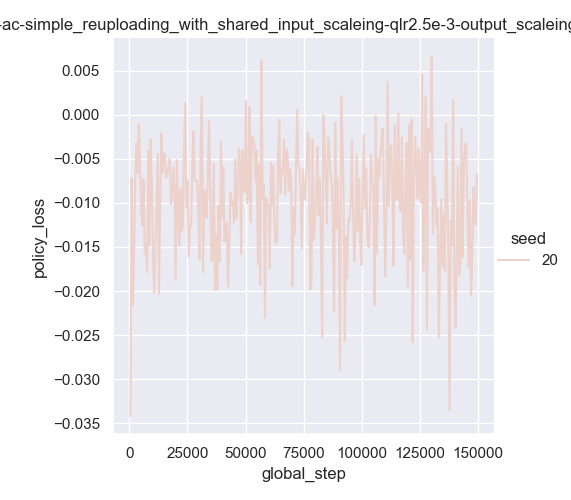 -ac-simple_reuploading_with_shared_input_scaleing-qlr2.5e-3-output_scaleing
0.005
0.000
−0.005
−0.010
−0.015
−0.020
−0.025
−0.030
−0.035
policy_loss
0 25000 50000 75000 100000 125000 150000
global_step
seed
20